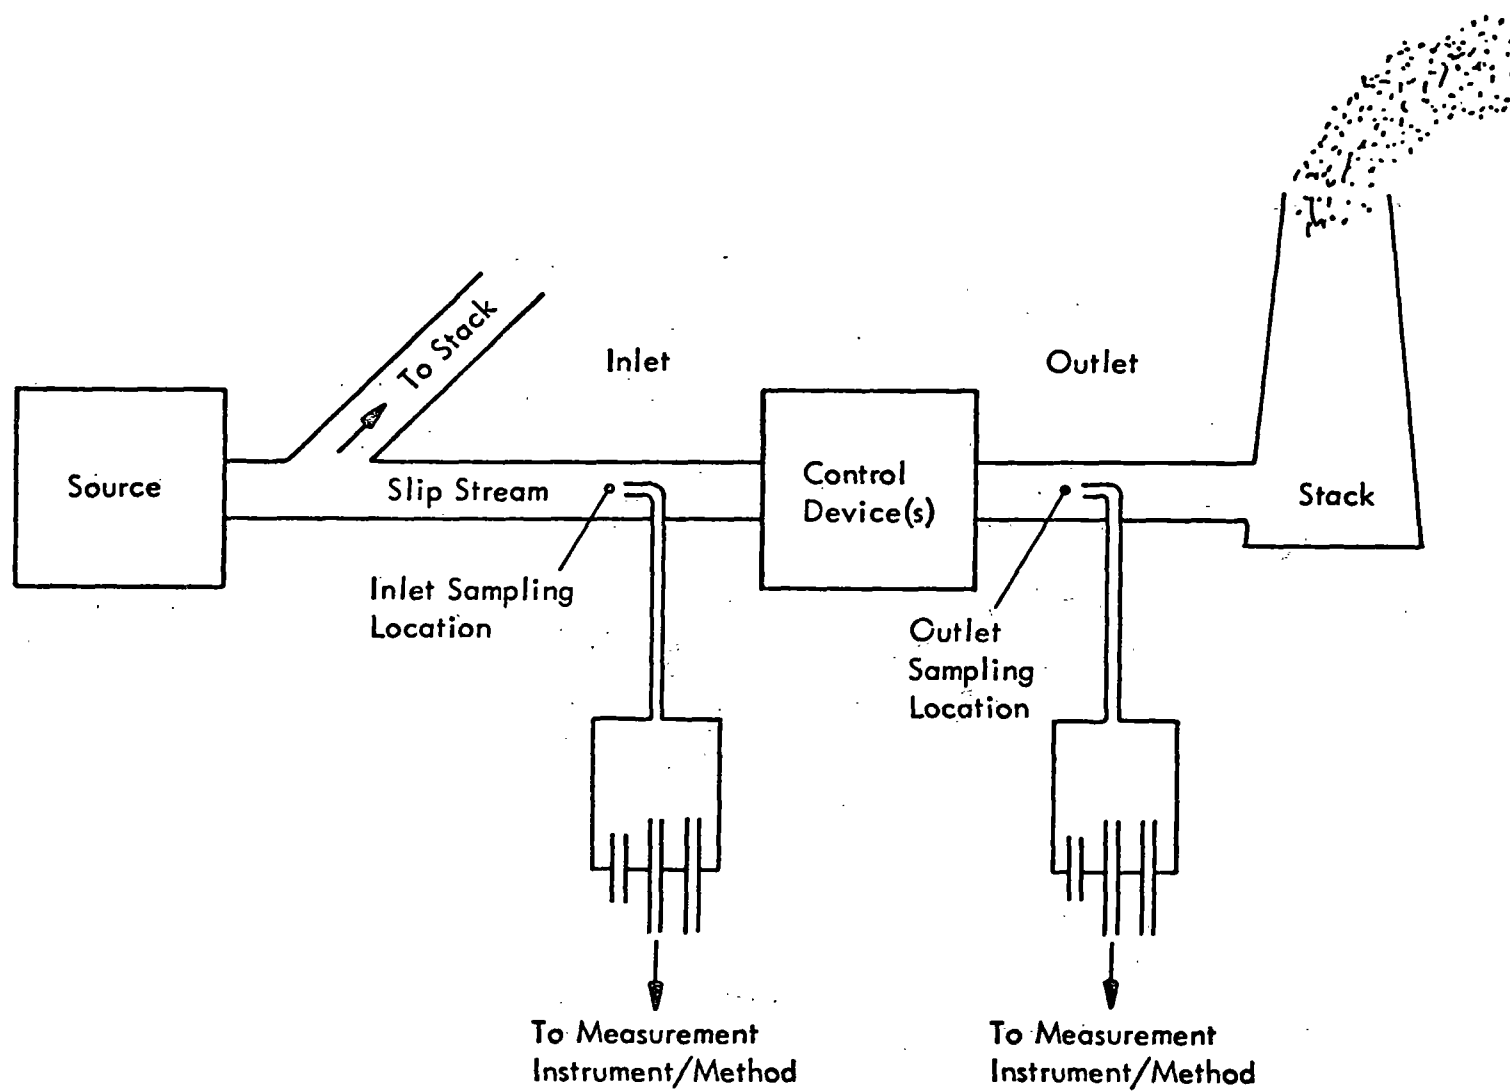 To Stack
Inlet
Outlet
Source
Slip Stream
Control
Device(s)
Stack
Inlet Sampling
Location
Outlet
Sampling
Location
To Measurement
Instrument/Method
To Measurement
Instrument/Method